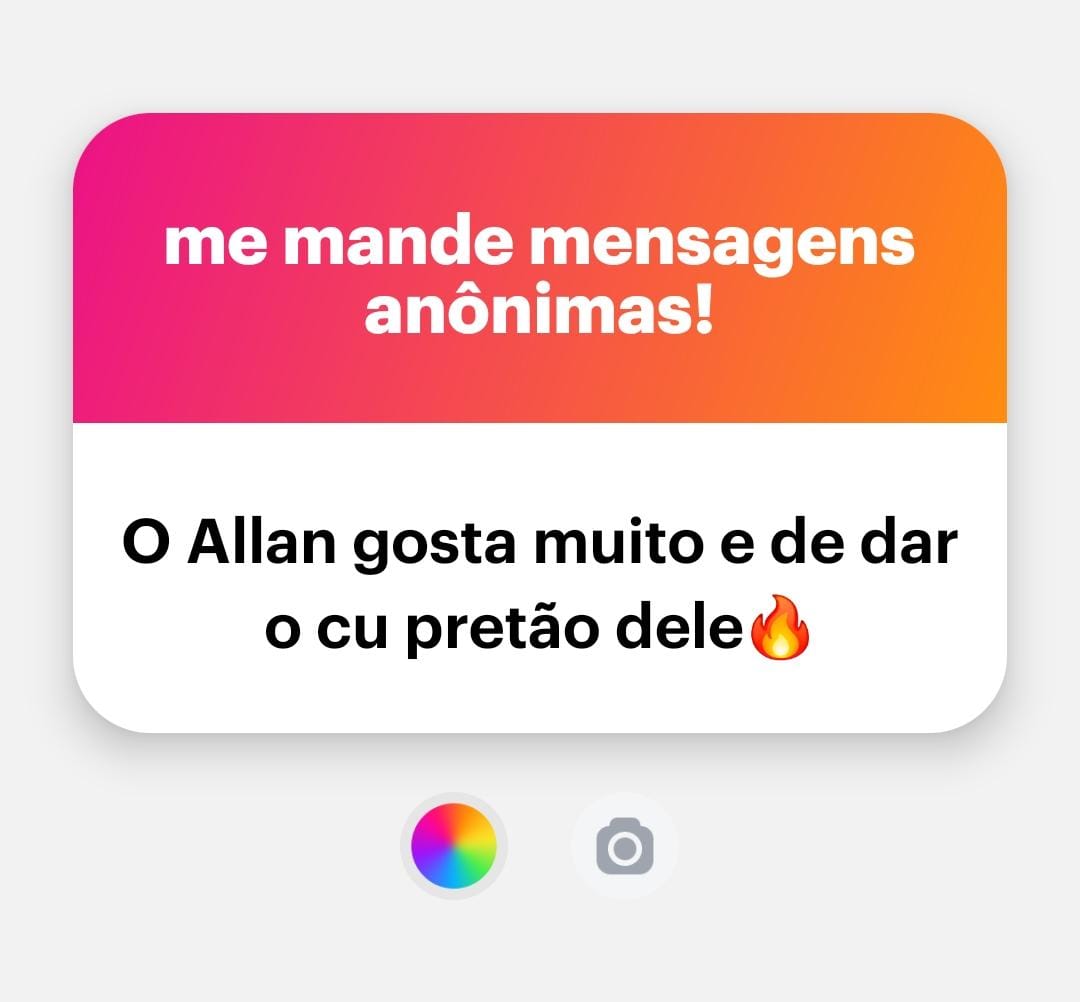 me mande mensagens
anônimas!
O Allan gosta muito e de dar
o cu pretão dele🔥